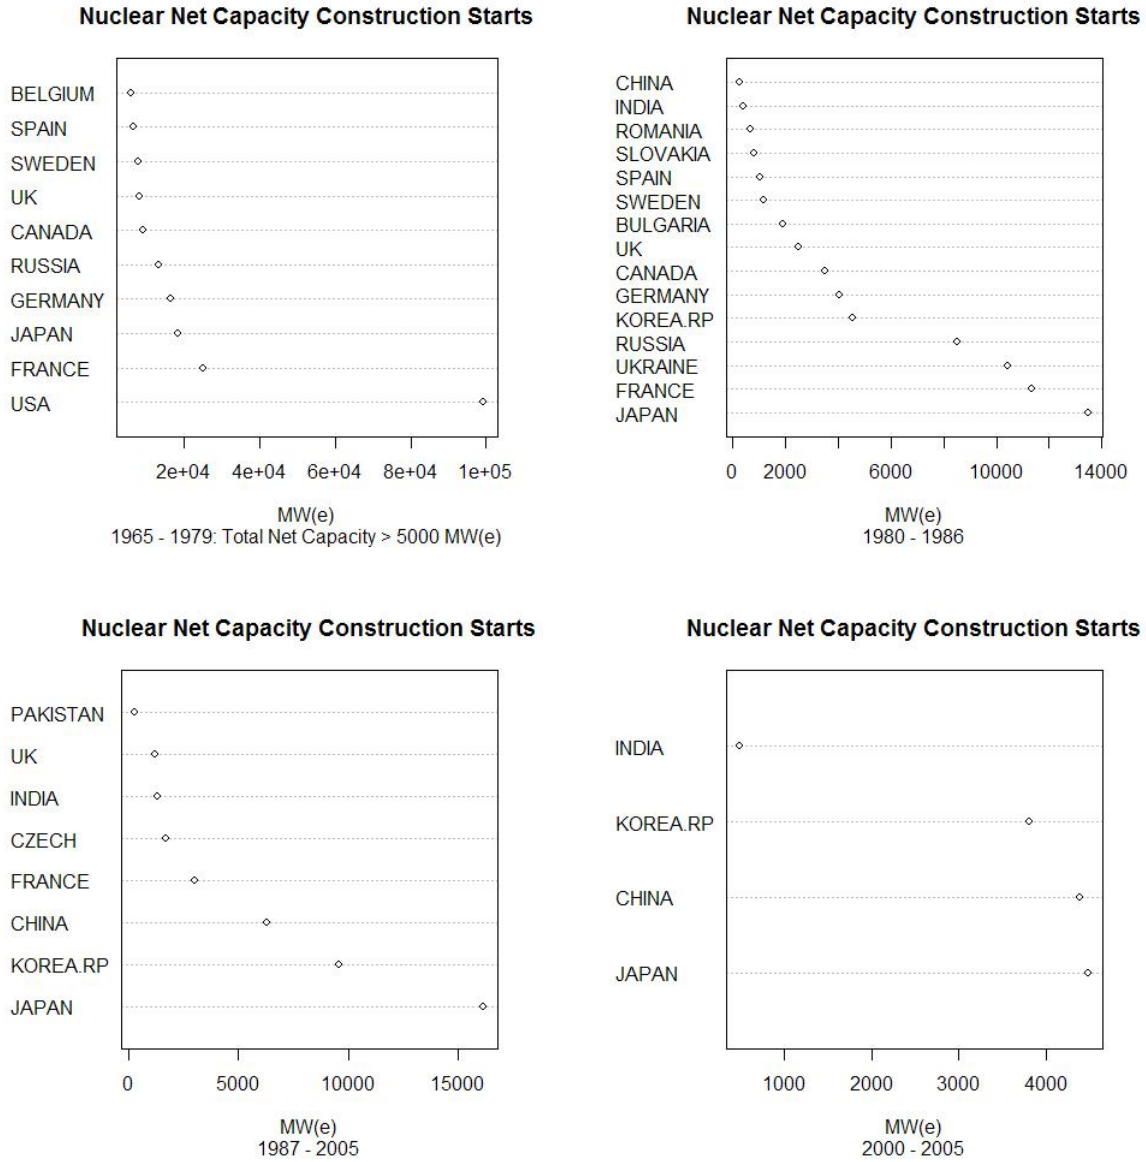 Nuclear Net Capacity Construction Starts
BELGIUM
SPAIN
SWEDEN
UK
CANADA
RUSSIA
GERMANY
JAPAN
FRANCE
USA
2e+04 4e+04 6e+04 8e+04 1e+05
MW(e)
1965 - 1979: Total Net Capacity > 5000 MW(e)
Nuclear Net Capacity Construction Starts
CHINA
INDIA
ROMANIA
SLOVAKIA
SPAIN
SWEDEN
BULGARIA
UK
CANADA
GERMANY
KOREA.RP
RUSSIA
UKRAINE
FRANCE
JAPAN
0 2000 6000 10000 14000
MW(e)
1980 - 1986
Nuclear Net Capacity Construction Starts
PAKISTAN
UK
INDIA
CZECH
FRANCE
CHINA
KOREA.RP
JAPAN
0 5000 10000 15000
MW(e)
1987 - 2005
Nuclear Net Capacity Construction Starts
INDIA
KOREA.RP
CHINA
JAPAN
1000 2000 3000 4000
MW(e)
2000 - 2005